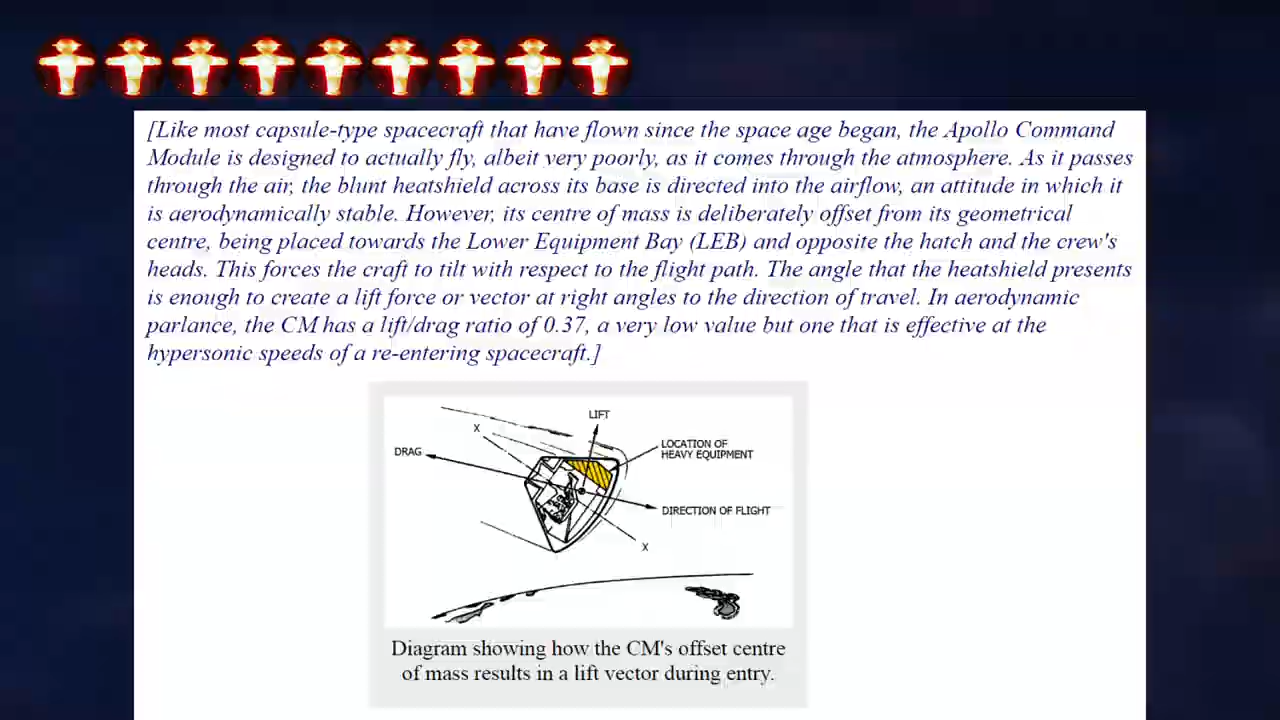 [Like most capsule-type spacecraft that have flown since the space age began, the Apollo Command
Module is designed to actually fly, albeit very poorly, as it comes through the atmosphere. As it passes
through the air, the blunt heatshield across its base is directed into the airflow, an attitude in which it
is aerodynamically stable. However, its centre of mass is deliberately offset from its geometrical
centre, being placed towards the Lower Equipment Bay (LEB) and opposite the hatch and the crew's
heads. This forces the craft to tilt with respect to the flight path. The angle that the heatshield presents
is enough to create a lift force or vector at right angles to the direction of travel. In aerodynamic
parlance, the CM has a lift/drag ratio of 0.37, a very low value but one that is effective at the
hypersonic speeds of a re-entering spacecraft.]
LIFT
X
DRAG
LOCATION OF
HEAVY EQUIPMENT
DIRECTION OF FLIGHT
X
Diagram showing how the CM's offset centre
of mass results in a lift vector during entry.